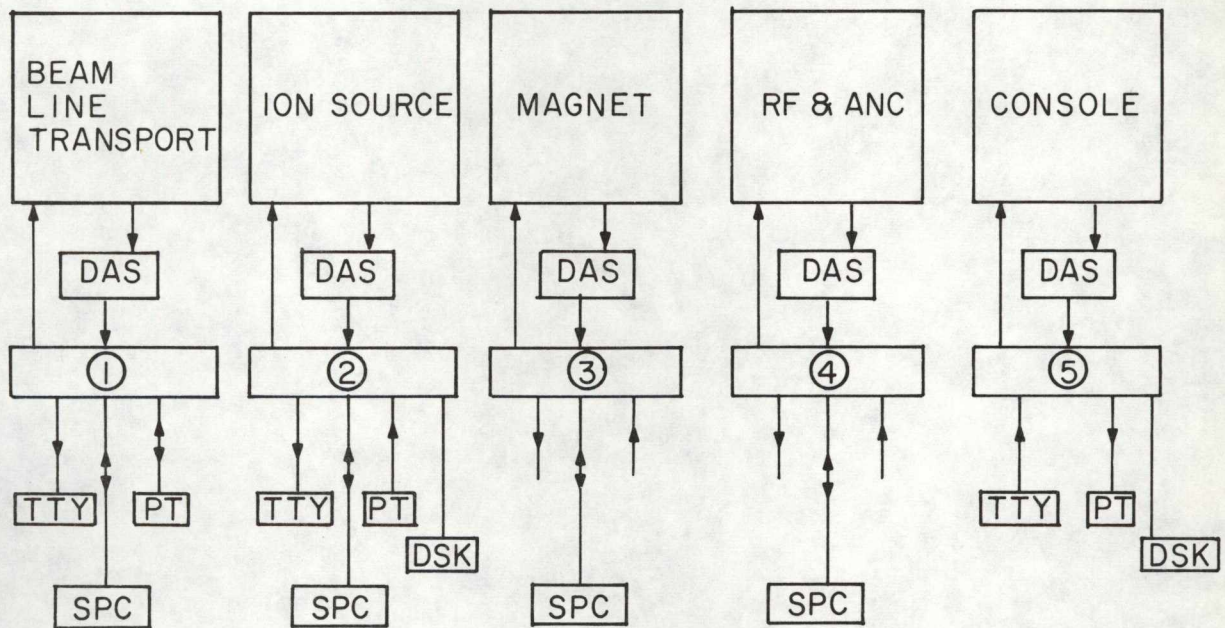 BEAM
LINE
TRANSPORT
ION SOURCE
MAGNET
RF & ANC
CONSOLE
DAS
DAS
DAS
DAS
DAS
1
2
3
4
5
TTY
PT
TTY
PT
TTY
PT
DSK
DSK
SPC
SPC
SPC
SPC